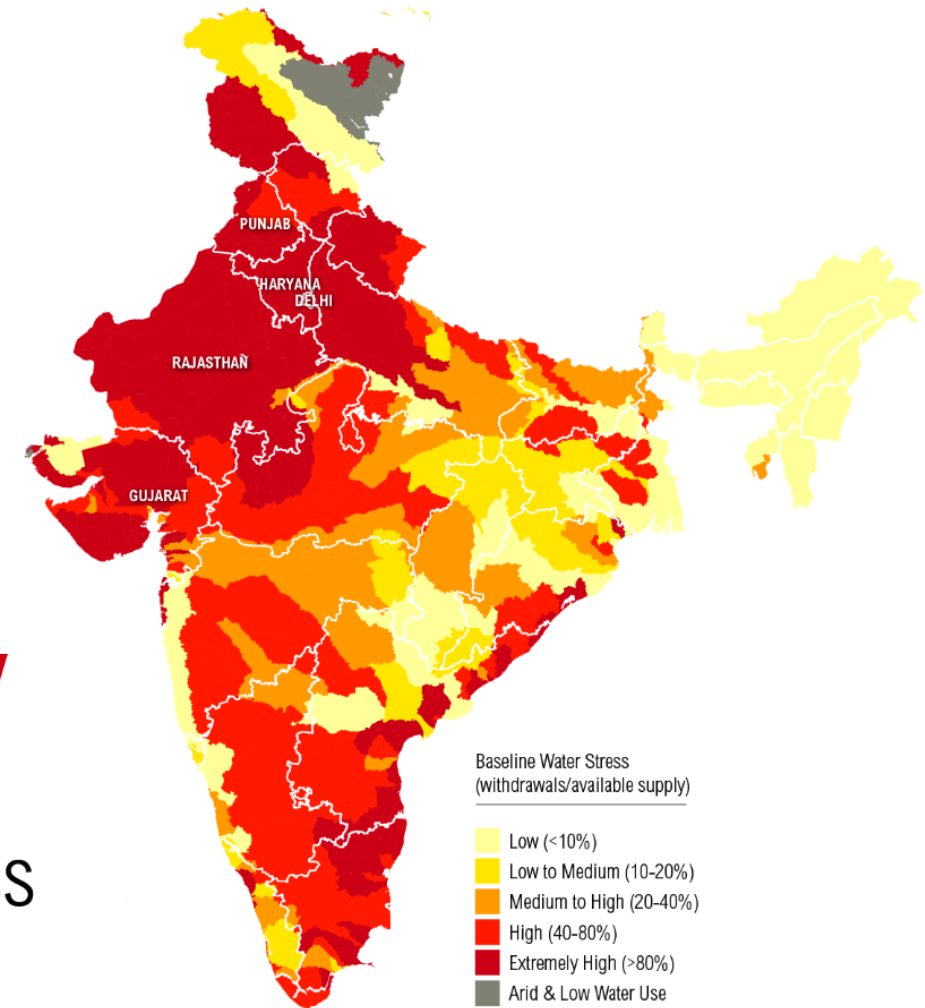 PUNJAB
HARYANA
DELHI
RAJASTHAN
GUJARAT
Baseline Water Stress
(withdrawals/available supply)
Low (<10%)
Low to Medium (10-20%)
Medium to High (20-40%)
High (40-80%)
Extremely High (>80%)
Arid & Low Water Use